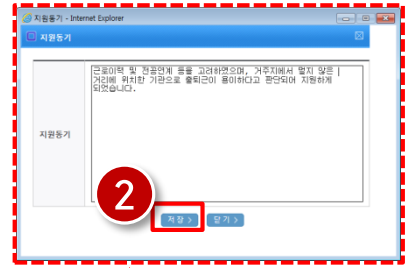 지원동기 - Internet Explorer
지원동기
근로이택 및 전공연계 등을 고려하였으며, 거주지에서 멀지 않은
거리에 위치한 기관으로 출퇴근이 용이하다고 판단되어 지원하게
되었습니다.
지원동기
2
저장 >
닫기 >